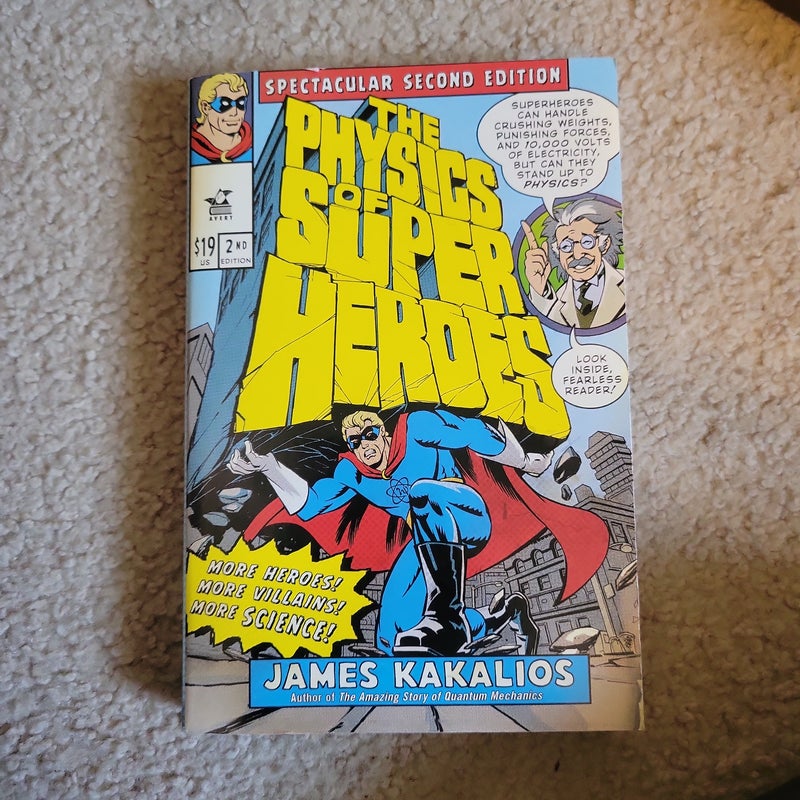 SPECTACULAR SECOND EDITION
AVERY
$19
US
2ND
EDITION
THE
PHYSICS
OF
SUPER
HEROES
SUPERHEROES
CAN HANDLE
CRUSHING WEIGHTS,
PUNISHING FORCES,
AND 10,000 VOLTS
OF ELECTRICITY,
BUT CAN THEY
STAND UP TO
PHYSICS?
LOOK
INSIDE,
FEARLESS
READER!
MORE HEROES!
MORE VILLAINS!
MORE SCIENCE!
JAMES KAKALIOS
Author of The Amazing Story of Quantum Mechanics